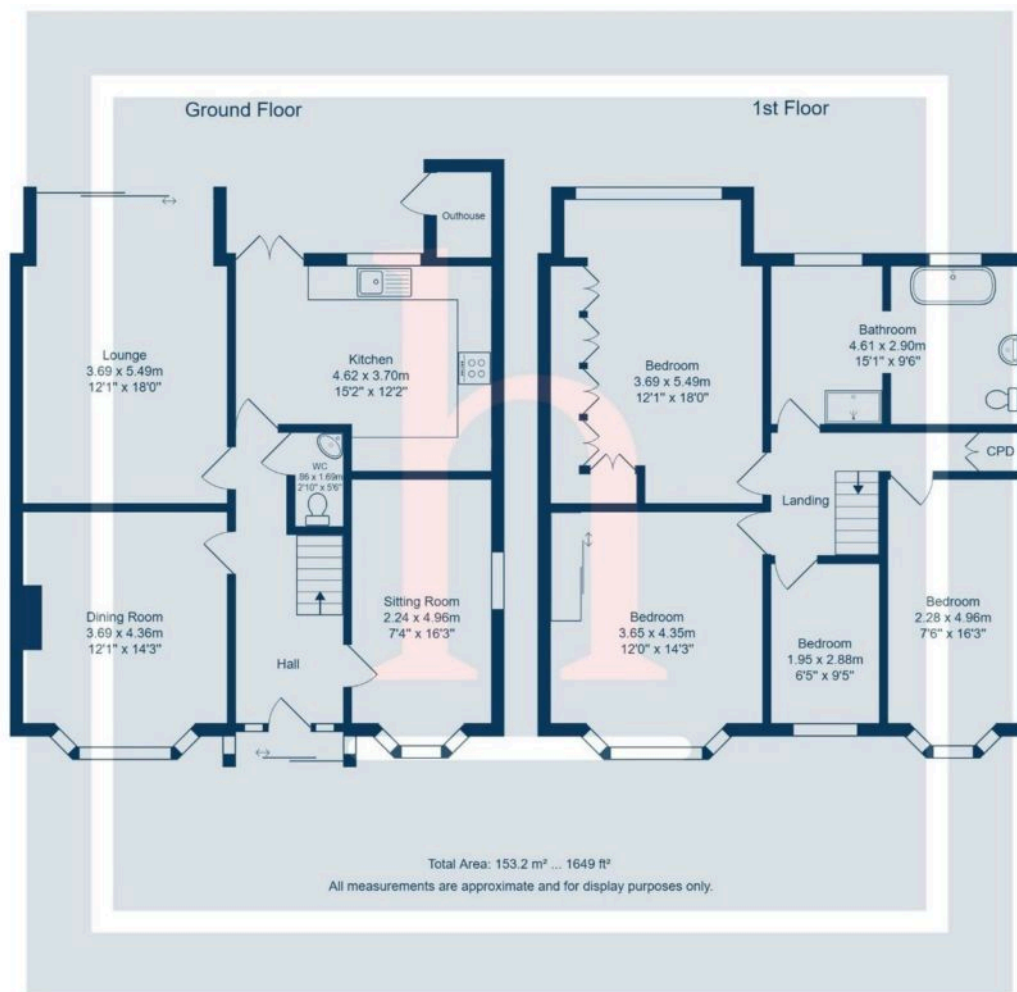 Ground Floor
1st Floor
Outhouse
Lounge
3.69 x 5.49m
12'1" x 18'0"
Kitchen
4.62 x 3.70m
15'2" x 12'2"
WC
.86 x 1.69m
2'10" x 5'6"
Dining Room
3.69 x 4.36m
12'1" x 14'3"
Hall
Sitting Room
2.24 x 4.96m
7'4" x 16'3"
Bedroom
3.69 x 5.49m
12'1" x 18'0"
Bathroom
4.61 x 2.90m
15'1" x 9'6"
CPD
Landing
Bedroom
3.65 x 4.35m
12'0" x 14'3"
Bedroom
1.95 x 2.88m
6'5" x 9'5"
Bedroom
2.28 x 4.96m
7'6" x 16'3"
Total Area: 153.2 m² ... 1649 ft²
All measurements are approximate and for display purposes only.
h